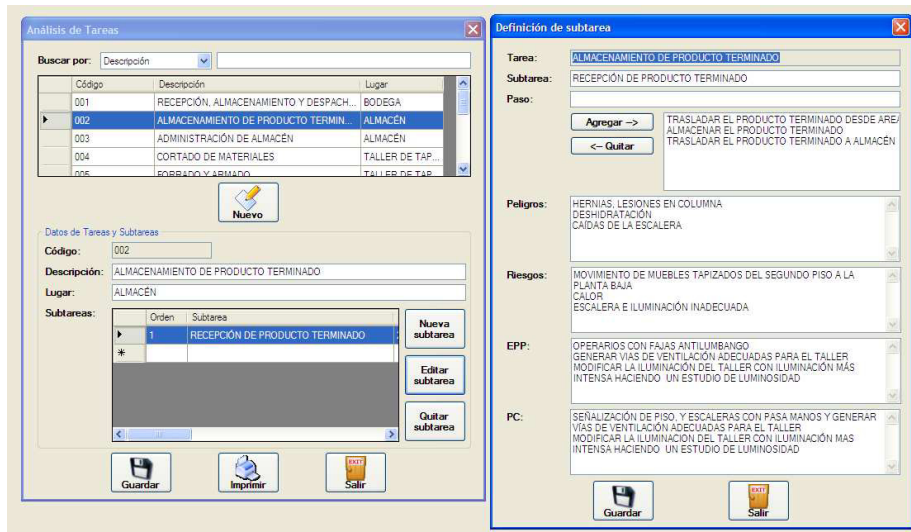 Análisis de Tareas
Buscar por: Descripción
Código Descripción Lugar
001 RECEPCIÓN, ALMACENAMIENTO Y DESPACH... BODEGA
002 ALMACENAMIENTO DE PRODUCTO TERMIN... ALMACÉN
003 ADMINISTRACIÓN DE ALMACÉN ALMACÉN
004 CORTADO DE MATERIALES TALLER DE TAP...
005 FORRADO Y ARMADO TALLER DE TAP
Nuevo
Datos de Tareas y Subtareas
Código: 002
Descripción: ALMACENAMIENTO DE PRODUCTO TERMINADO
Lugar: ALMACÉN
Subtareas:
Orden Subtarea
1 RECEPCIÓN DE PRODUCTO TERMINADO
Nueva
subtarea
Editar
subtarea
Quitar
subtarea
Guardar Imprimir EXIT Salir
Definición de subtarea
Tarea: ALMACENAMIENTO DE PRODUCTO TERMINADO
Subtarea: RECEPCIÓN DE PRODUCTO TERMINADO
Paso:
Agregar -->
<-- Quitar
TRASLADAR EL PRODUCTO TERMINADO DESDE AREA
ALMACENAR EL PRODUCTO TERMINADO
TRASLADAR EL PRODUCTO TERMINADO A ALMACÉN
Peligros: HERNIAS, LESIONES EN COLUMNA
DESHIDRATACIÓN
CAÍDAS DE LA ESCALERA
Riesgos: MOVIMIENTO DE MUEBLES TAPIZADOS DEL SEGUNDO PISO A LA
PLANTA BAJA
CALOR
ESCALERA E ILUMINACIÓN INADECUADA
EPP: OPERARIOS CON FAJAS ANTILUMBANGO
GENERAR VIAS DE VENTILACIÓN ADECUADAS PARA EL TALLER
MODIFICAR LA ILUMINACIÓN DEL TALLER CON ILUMINACIÓN MÁS
INTENSA HACIENDO UN ESTUDIO DE LUMINOSIDAD
PC: SEÑALIZACIÓN DE PISO, Y ESCALERAS CON PASA MANOS Y GENERAR
VÍAS DE VENTILACIÓN ADECUADAS PARA EL TALLER
MODIFICAR LA ILUMINACION DEL TALLER CON ILUMINACIÓN MAS
INTENSA HACIENDO UN ESTUDIO DE LUMINOSIDAD
Guardar EXIT Salir